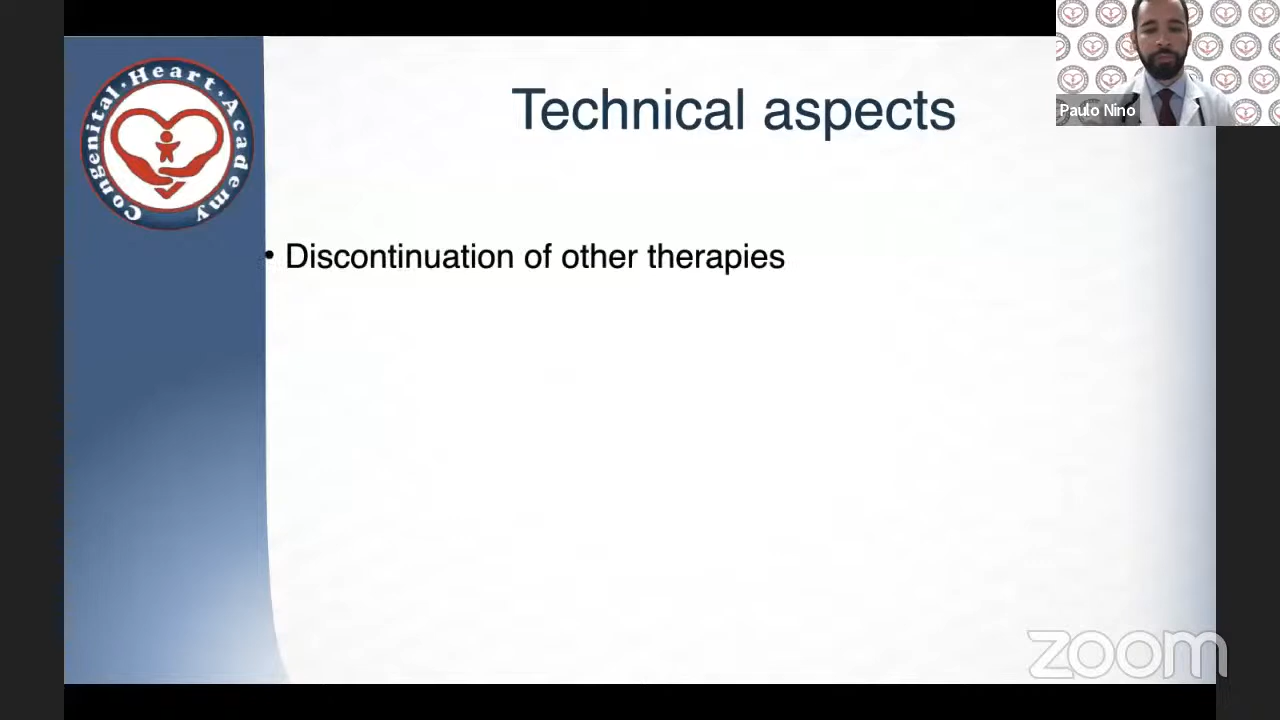 Congenital · Heart · Academy
Technical aspects
Paulo Nino
• Discontinuation of other therapies
zoom